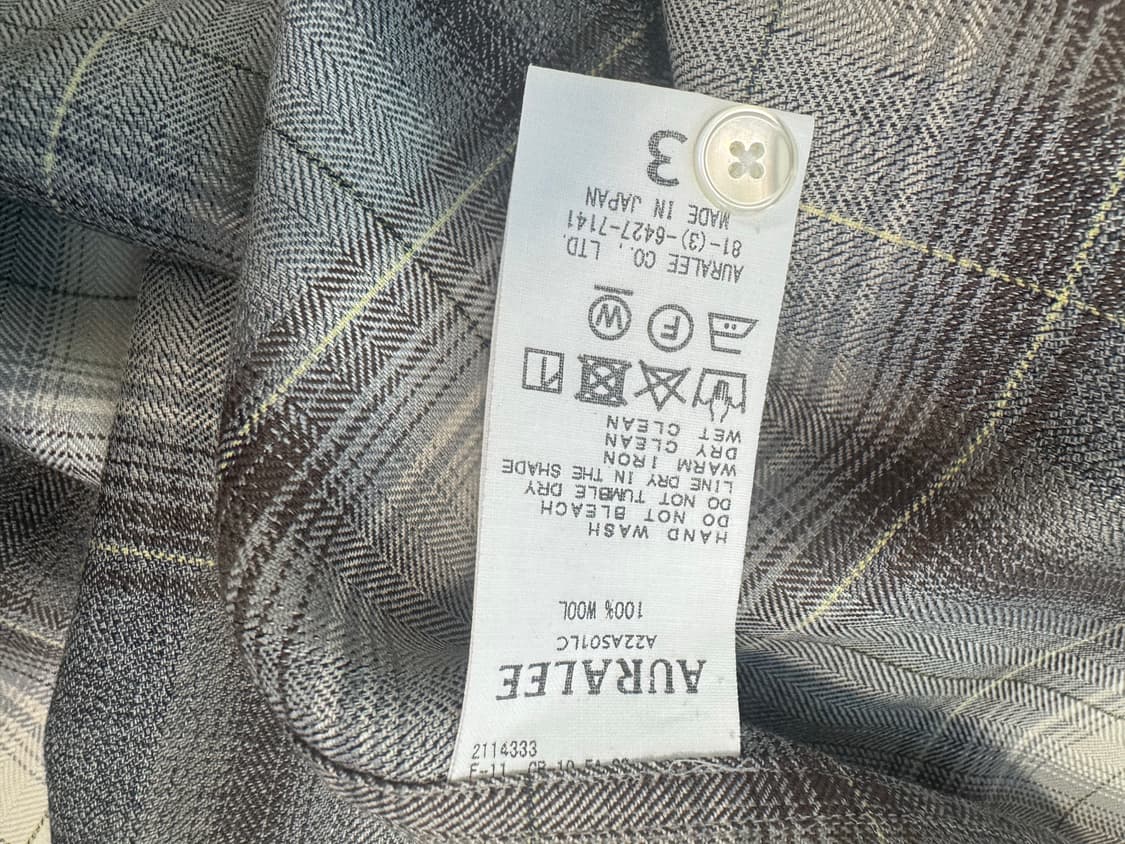 AURALEE
A22AS01LC
100% WOOL
HAND WASH
DO NOT BLEACH
DO NOT TUMBLE DRY
LINE DRY IN THE SHADE
WARM IRON
DRY CLEAN
WET CLEAN
F
W
AURALEE CO., LTD.
81-(3)-6427-7141
MADE IN JAPAN
3
2114333